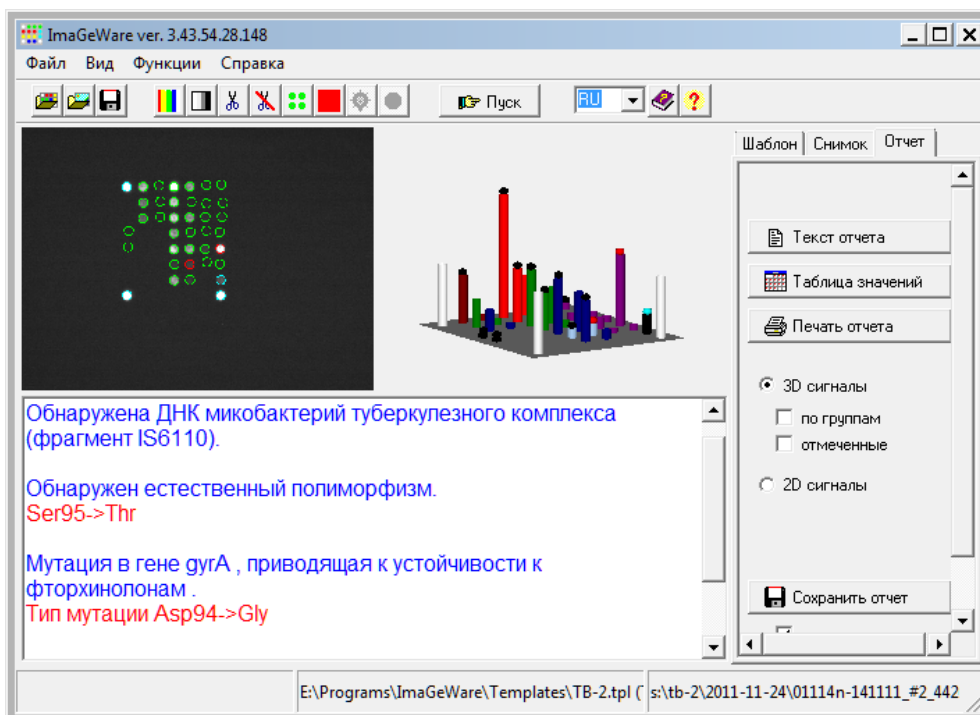 ImaGeWare ver. 3.43.54.28.148
Файл Вид Функции Справка
Пуск
RU
Шаблон Снимок Отчет
Текст отчета
Таблица значений
Печать отчета
3D сигналы
по группам
отмеченные
2D сигналы
Сохранить отчет
Обнаружена ДНК микобактерий туберкулезного комплекса
(фрагмент IS6110).
Обнаружен естественный полиморфизм.
Ser95->Thr
Мутация в гене gyrA , приводящая к устойчивости к
фторхинолонам .
Тип мутации Asp94->Gly
E:\Programs\ImaGeWare\Templates\TB-2.tpl (
s:\tb-2\2011-11-24\01114n-141111_#2_442